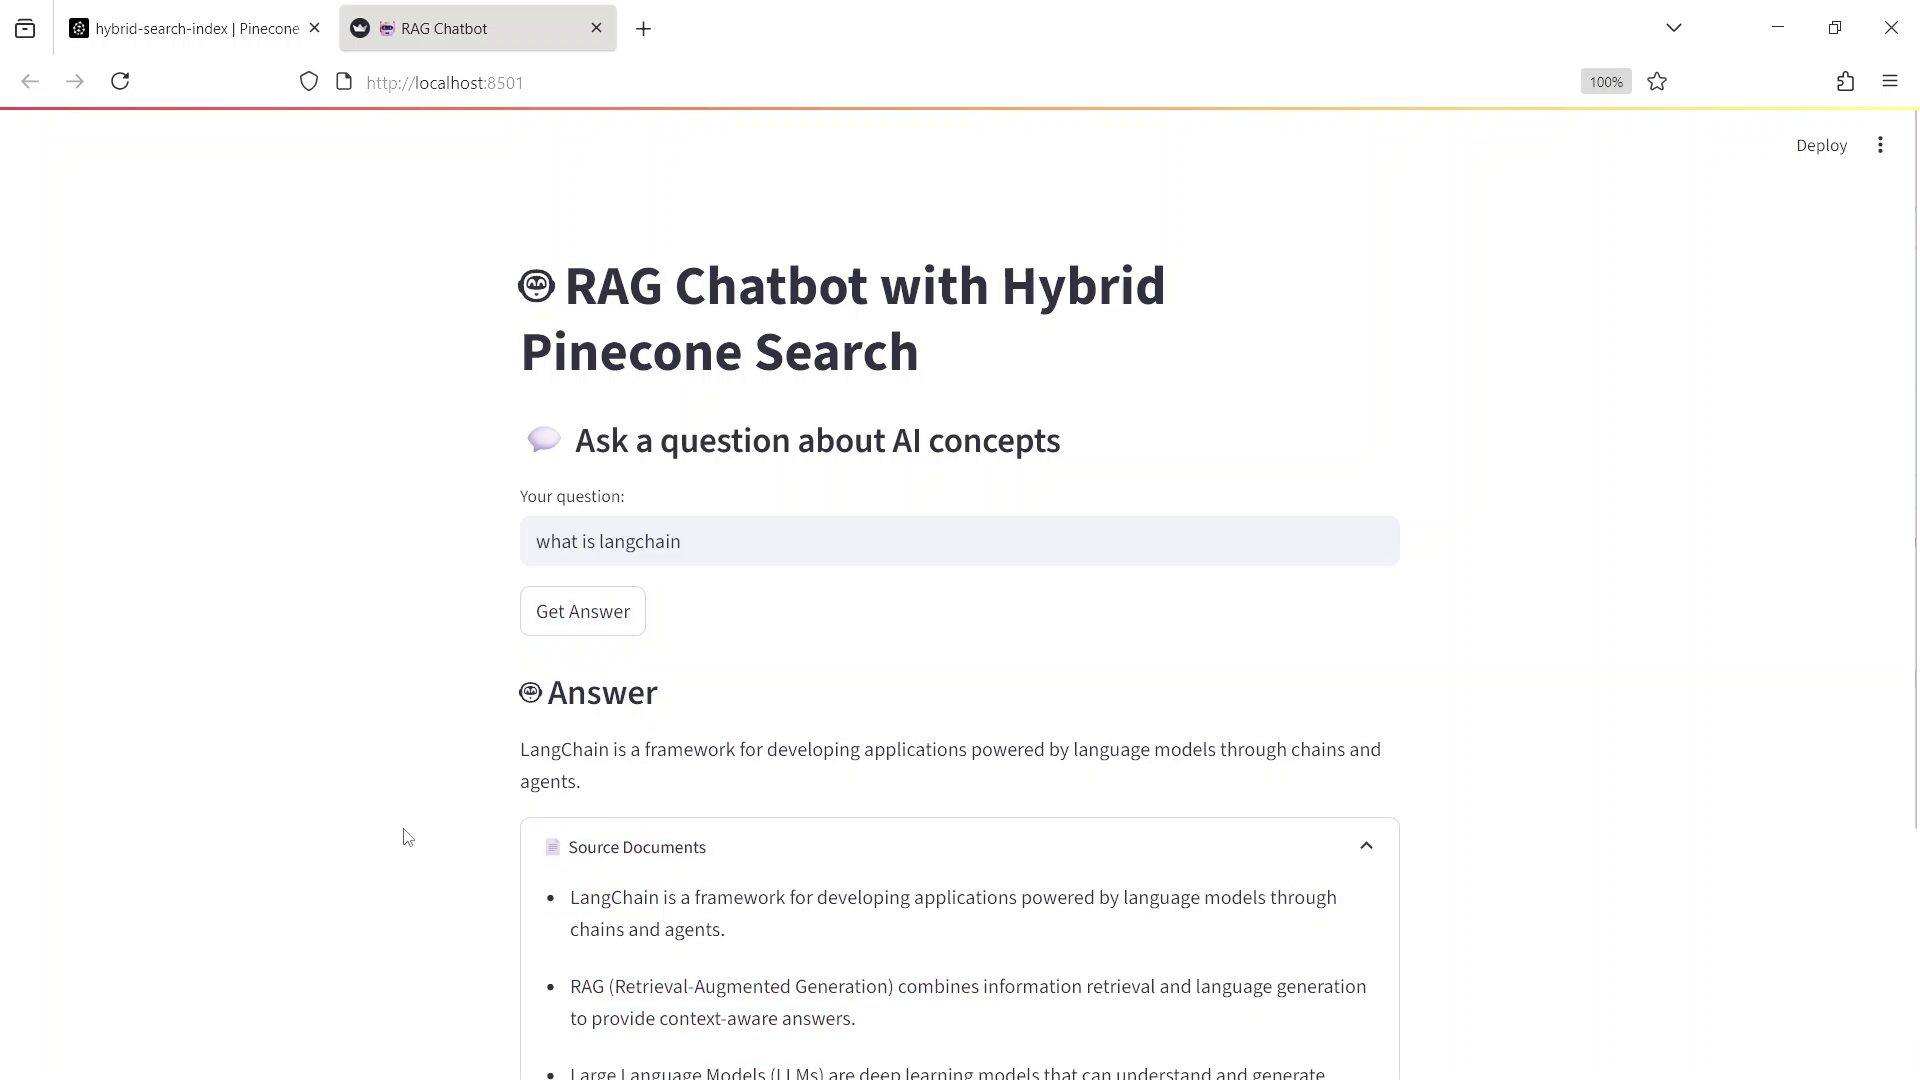 hybrid-search-index | Pinecone
RAG Chatbot
http://localhost:8501
100%
Deploy
RAG Chatbot with Hybrid
Pinecone Search
Ask a question about AI concepts
Your question:
what is langchain
Get Answer
Answer
LangChain is a framework for developing applications powered by language models through chains and
agents.
Source Documents
• LangChain is a framework for developing applications powered by language models through
chains and agents.
• RAG (Retrieval-Augmented Generation) combines information retrieval and language generation
to provide context-aware answers.
• Large Language Models (LLMs) are deep learning models that can understand and generate